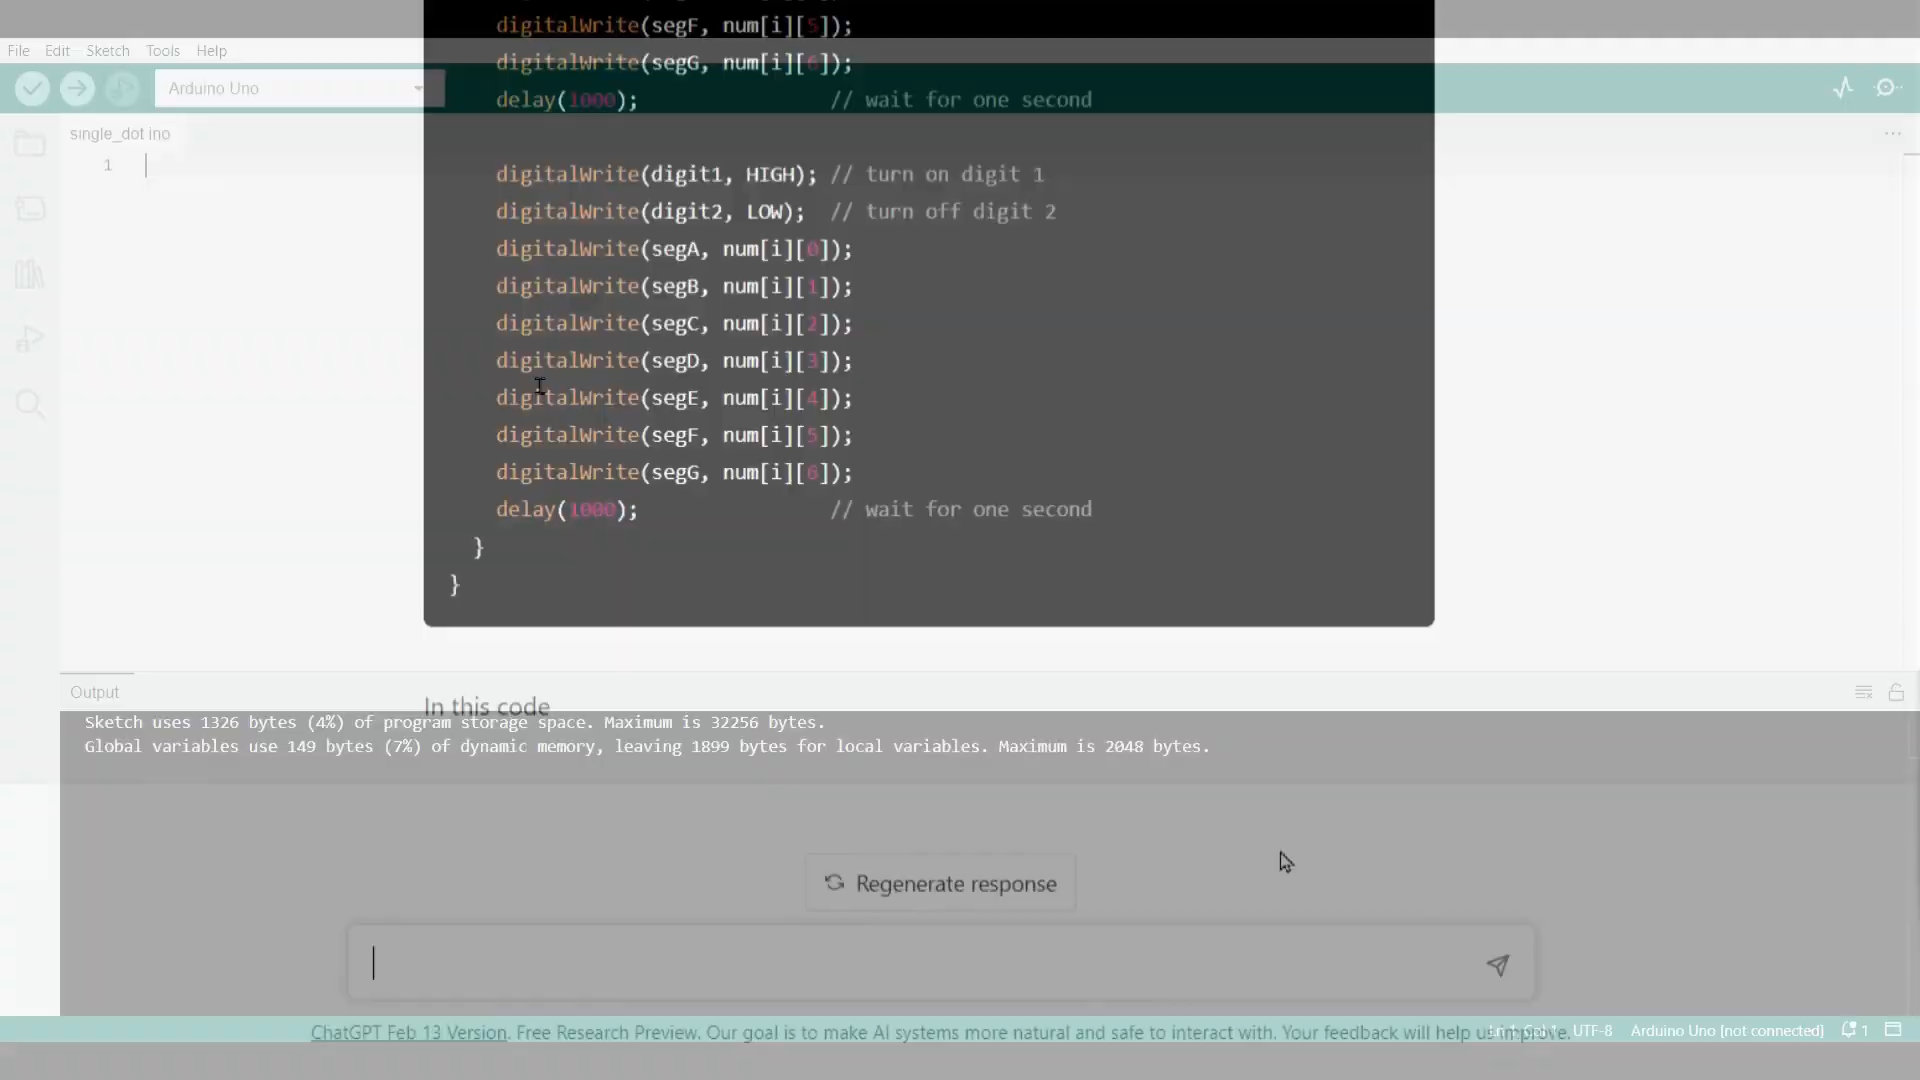 digitalWrite(segF, num[i][5]);
File Edit Sketch Tools Help
digitalWrite(segG, num[i][6]);
Arduino Uno
delay(1000); // wait for one second
single_dot ino
1
digitalWrite(digit1, HIGH); // turn on digit 1
digitalWrite(digit2, LOW); // turn off digit 2
digitalWrite(segA, num[i][0]);
digitalWrite(segB, num[i][1]);
digitalWrite(segC, num[i][2]);
digitalWrite(segD, num[i][3]);
digitalWrite(segE, num[i][4]);
digitalWrite(segF, num[i][5]);
digitalWrite(segG, num[i][6]);
delay(1000); // wait for one second
}
}
Output
In this code
Sketch uses 1326 bytes (4%) of program storage space. Maximum is 32256 bytes.
Global variables use 149 bytes (7%) of dynamic memory, leaving 1899 bytes for local variables. Maximum is 2048 bytes.
Regenerate response
ChatGPT Feb 13 Version. Free Research Preview. Our goal is to make AI systems more natural and safe to interact with. Your feedback will help us improve.
UTF-8 Arduino Uno [not connected] 1